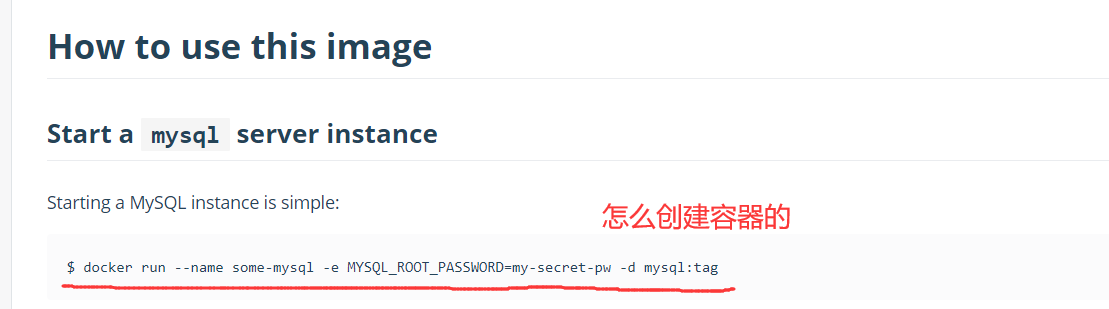 How to use this image
Start a mysql server instance
Starting a MySQL instance is simple:
怎么创建容器的
$ docker run --name some-mysql -e MYSQL_ROOT_PASSWORD=my-secret-pw -d mysql:tag